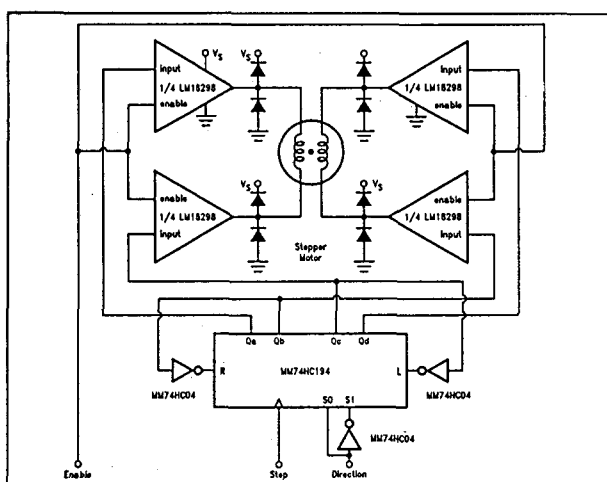 Vs
Vs
input
1/4 LM18298
enable
input
1/4 LM18298
enable
Vs
enable
1/4 LM18298
input
Vs
enable
1/4 LM18298
input
Stepper
Motor
Qa
Qb
Qc
Qd
R
MM74HC194
L
MM74HC04
MM74HC04
S0
S1
MM74HC04
Enable
Step
Direction